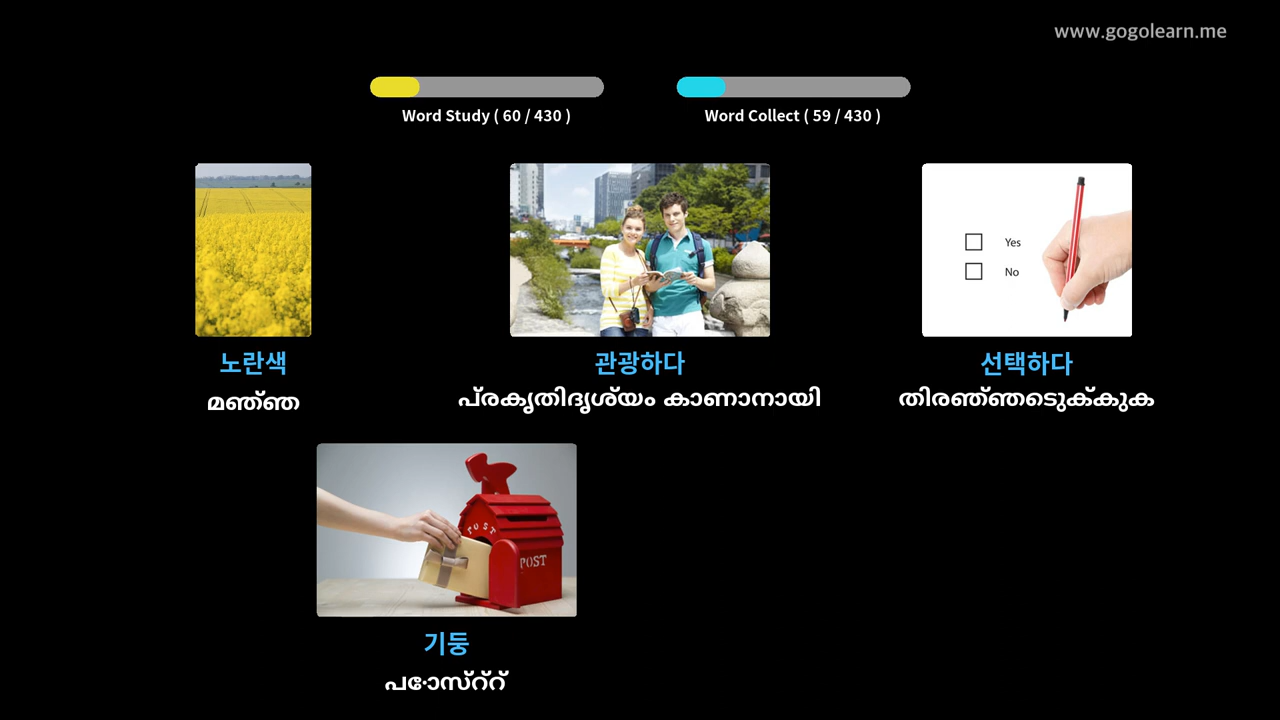 www.gogolearn.me
Word Study ( 60 / 430 )
Word Collect ( 59 / 430 )
Yes
No
노란색
관광하다
선택하다
മഞ്ഞ
പ്രകൃതിദൃശ്യം കാണാനായി
തിരഞ്ഞടെുക്കുക
POST
POST
기둥
പോസ്റ്റ്